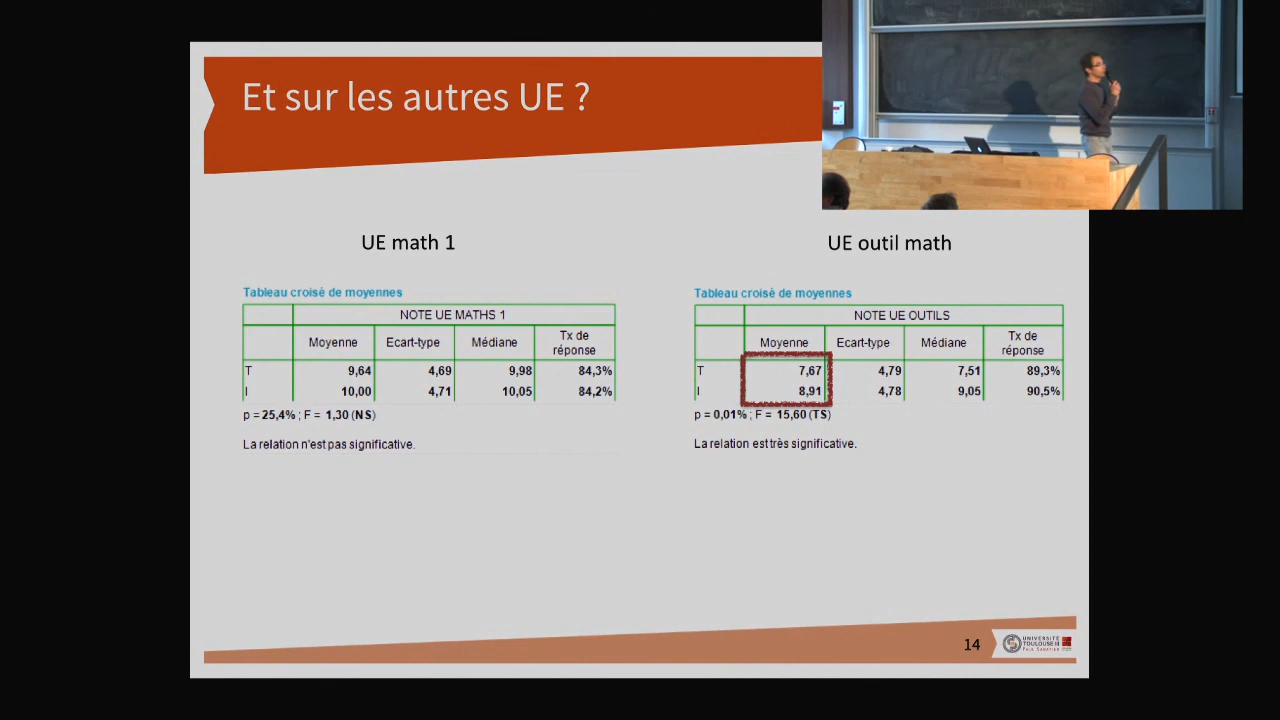 Et sur les autres UE ?
UE math 1
Tableau croisé de moyennes
NOTE UE MATHS 1
Moyenne Ecart-type Médiane Tx de réponse
T 9,64 4,69 9,98 84,3%
I 10,00 4,71 10,05 84,2%
p = 25,4% ; F = 1,30 (NS)
La relation n'est pas significative.
UE outil math
Tableau croisé de moyennes
NOTE UE OUTILS
Moyenne Ecart-type Médiane Tx de réponse
T 7,67 4,79 7,51 89,3%
I 8,91 4,78 9,05 90,5%
p = 0,01% ; F = 15,60 (TS)
La relation est très significative.
14
UNIVERSITÉ
TOULOUSE III
PAUL SABATIER